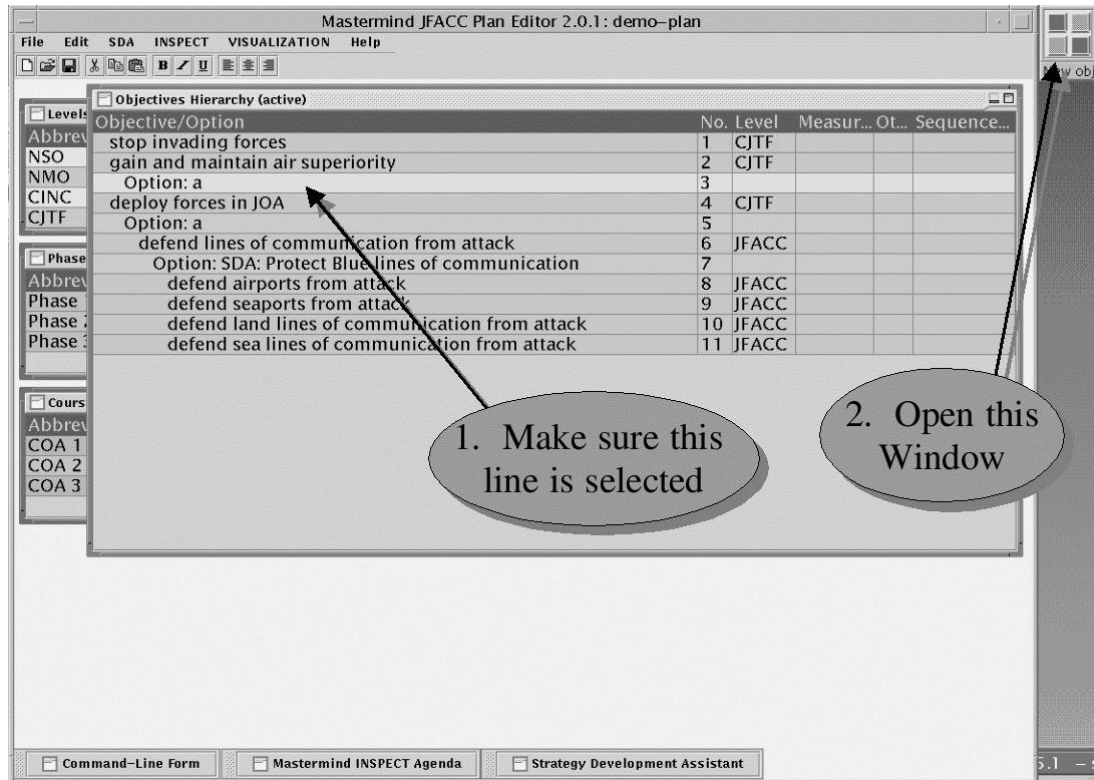 Mastermind JFACC Plan Editor 2.0.1: demo-plan
File Edit SDA INSPECT VISUALIZATION Help
B I U
Objectives Hierarchy (active)
Objective/Option No. Level Measur... Ot... Sequence...
stop invading forces 1 CJTF
gain and maintain air superiority 2 CJTF
Option: a 3
deploy forces in JOA 4 CJTF
Option: a 5
defend lines of communication from attack 6 JFACC
Option: SDA: Protect Blue lines of communication 7
defend airports from attack 8 JFACC
defend seaports from attack 9 JFACC
defend land lines of communication from attack 10 JFACC
defend sea lines of communication from attack 11 JFACC
Levels
Abbrev
NSO
NMO
CINC
CJTF
Phase
Abbrev
Phase
Phase
Phase
Cours
Abbrev
COA 1
COA 2
COA 3
1. Make sure this
line is selected
2. Open this
Window
Command-Line Form
Mastermind INSPECT Agenda
Strategy Development Assistant
5.1